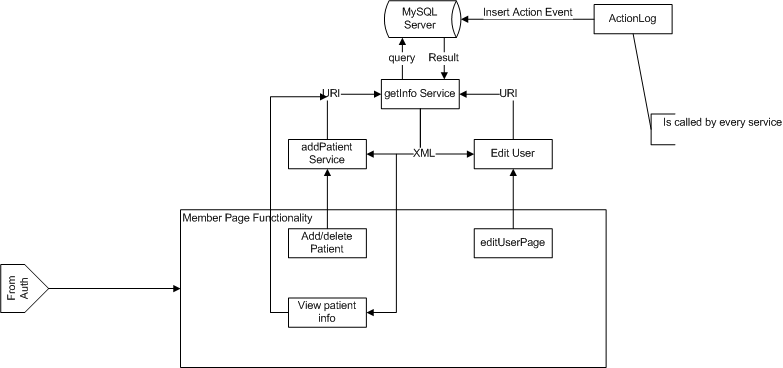 MySQL
Server
Insert Action Event
ActionLog
query
Result
URI
getInfo Service
URI
Is called by every service
addPatient
Service
XML
Edit User
Member Page Functionality
Add/delete
Patient
editUserPage
From
Auth
View patient
info